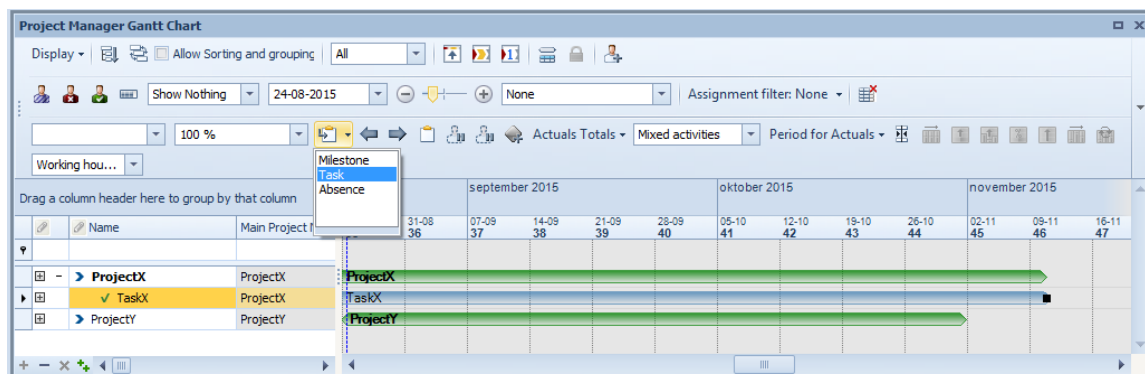 Project Manager Gantt Chart
Display Allow Sorting and grouping All
Show Nothing 24-08-2015 None Assignment filter: None
100 % Actuals Totals Mixed activities Period for Actuals
Working hou...
Milestone
Task
Absence
Drag a column header here to group by that column
september 2015 oktober 2015 november 2015
Name Main Project
31-08 07-09 14-09 21-09 28-09 05-10 12-10 19-10 26-10 02-11 09-11 16-11
36 37 38 39 40 41 42 43 44 45 46 47
ProjectX ProjectX ProjectX
TaskX ProjectX TaskX
ProjectY ProjectY ProjectY